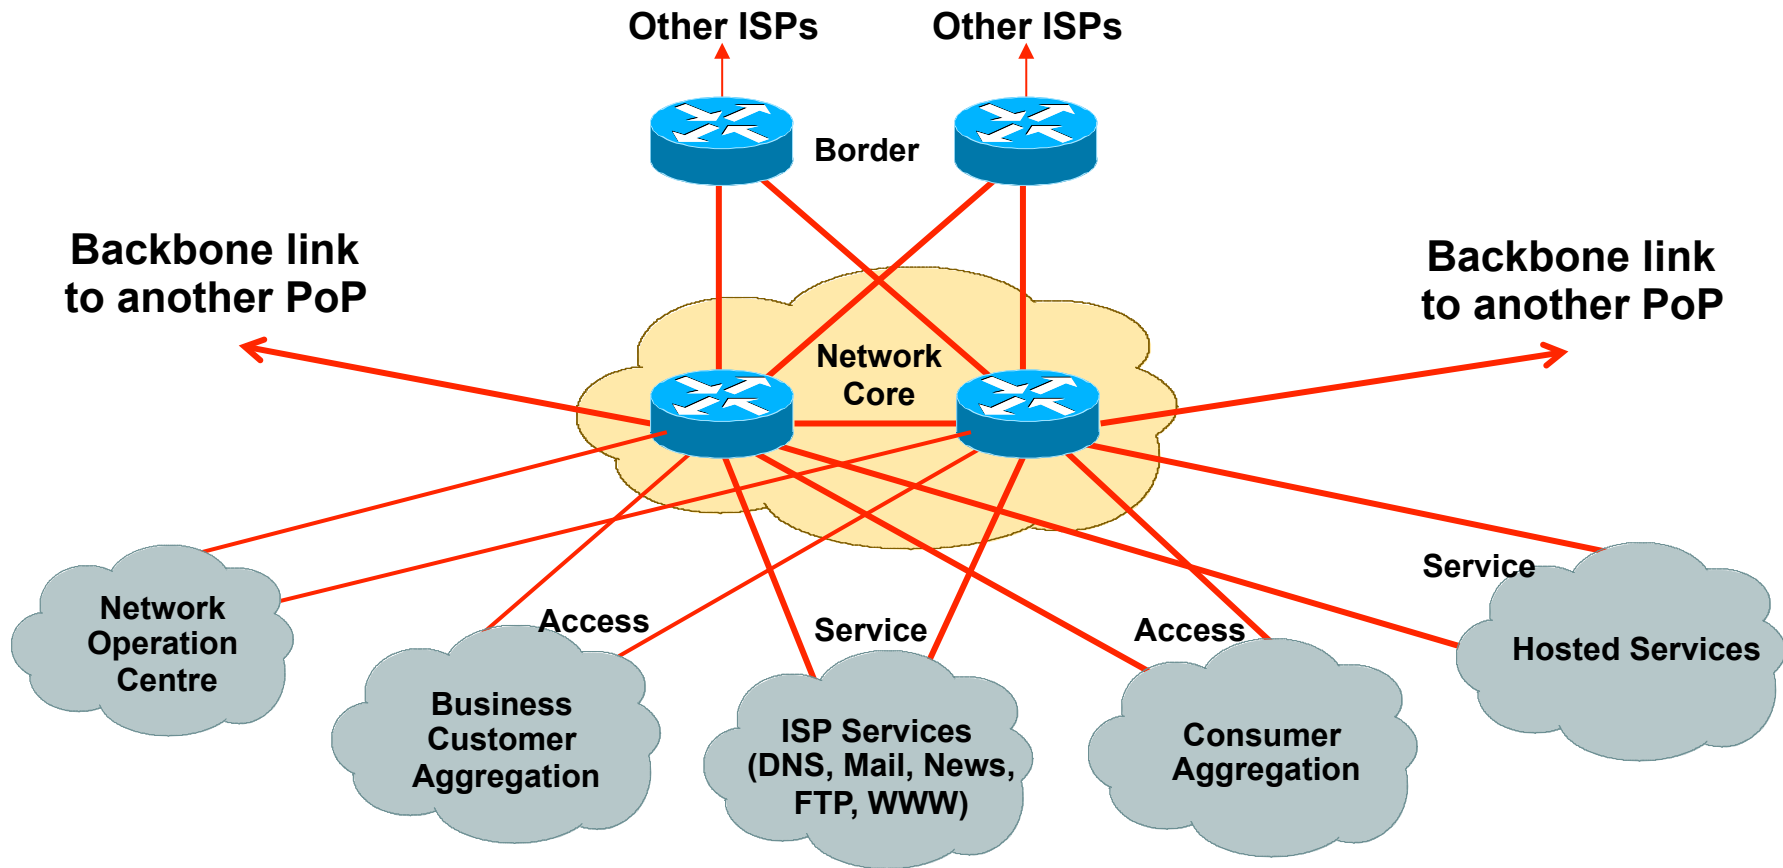 Other ISPs
Other ISPs
Border
Backbone link
to another PoP
Backbone link
to another PoP
Network
Core
Network
Operation
Centre
Access
Business
Customer
Aggregation
Service
ISP Services
(DNS, Mail, News,
FTP, WWW)
Access
Consumer
Aggregation
Service
Hosted Services